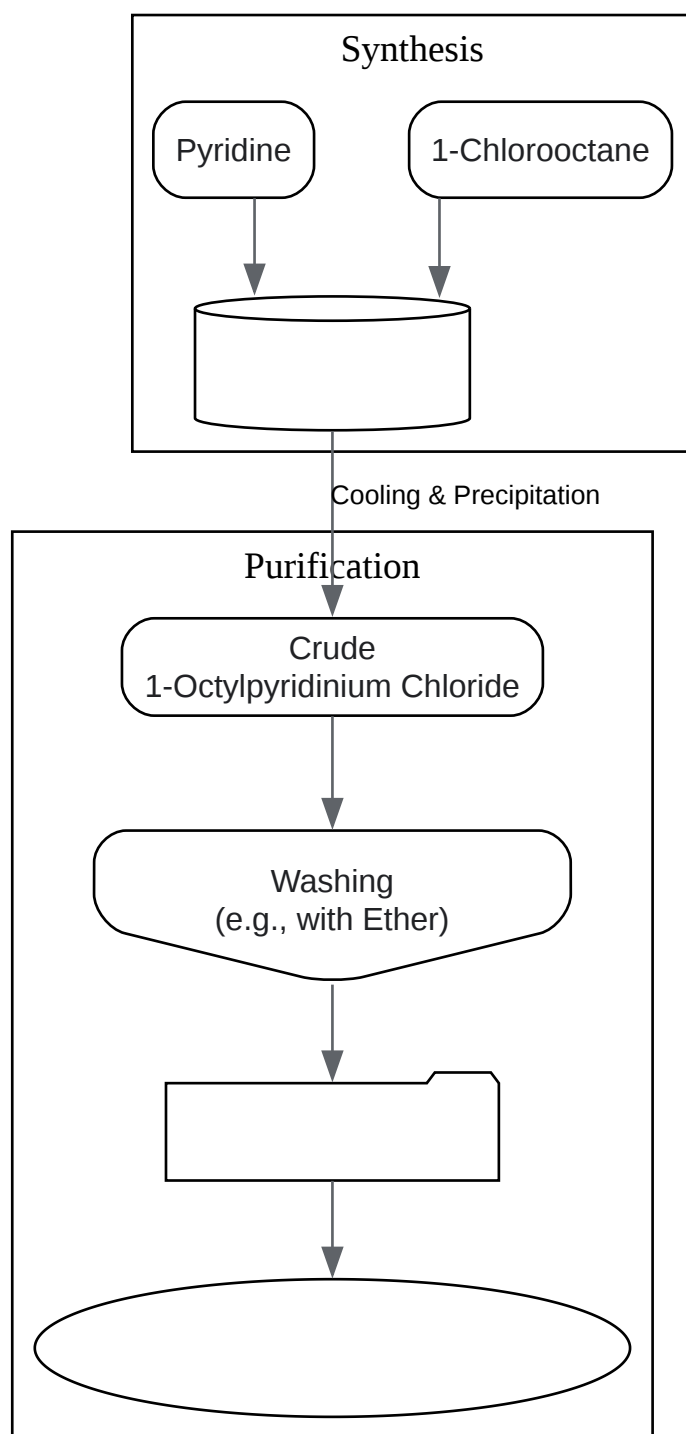 Synthesis
Pyridine
1-Chlorooctane
Cooling & Precipitation
Purification
Crude
1-Octylpyridinium Chloride
Washing
(e.g., with Ether)